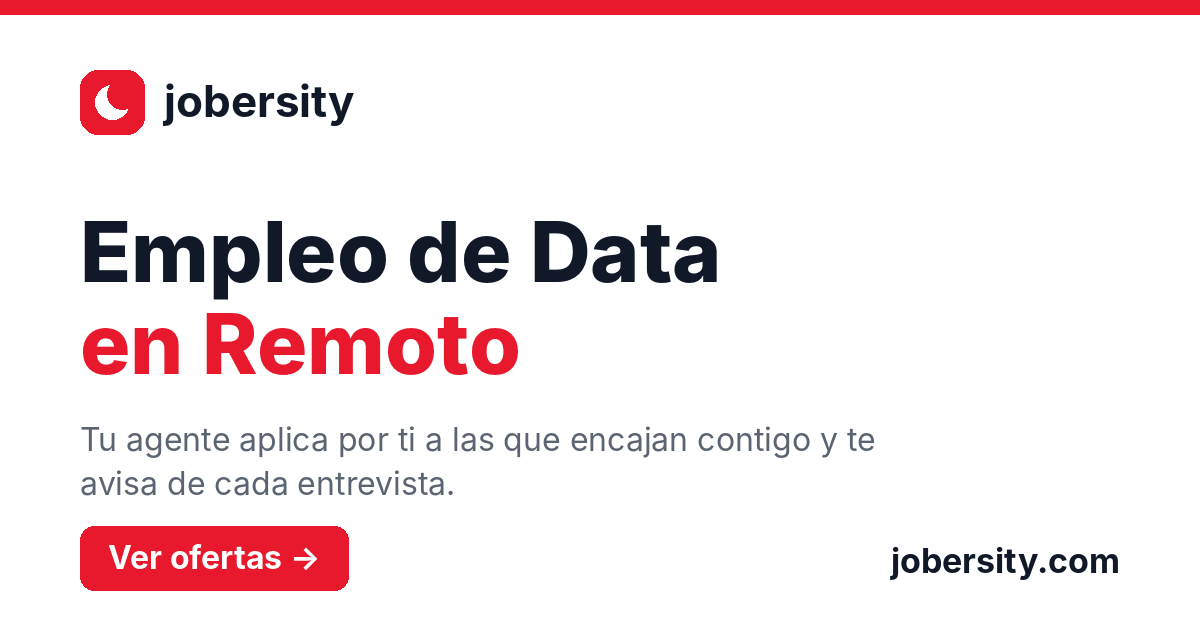 jobersity
Empleo de Data
en Remoto
Tu agente aplica por ti a las que encajan contigo y te
avisa de cada entrevista.
Ver ofertas →
jobersity.com